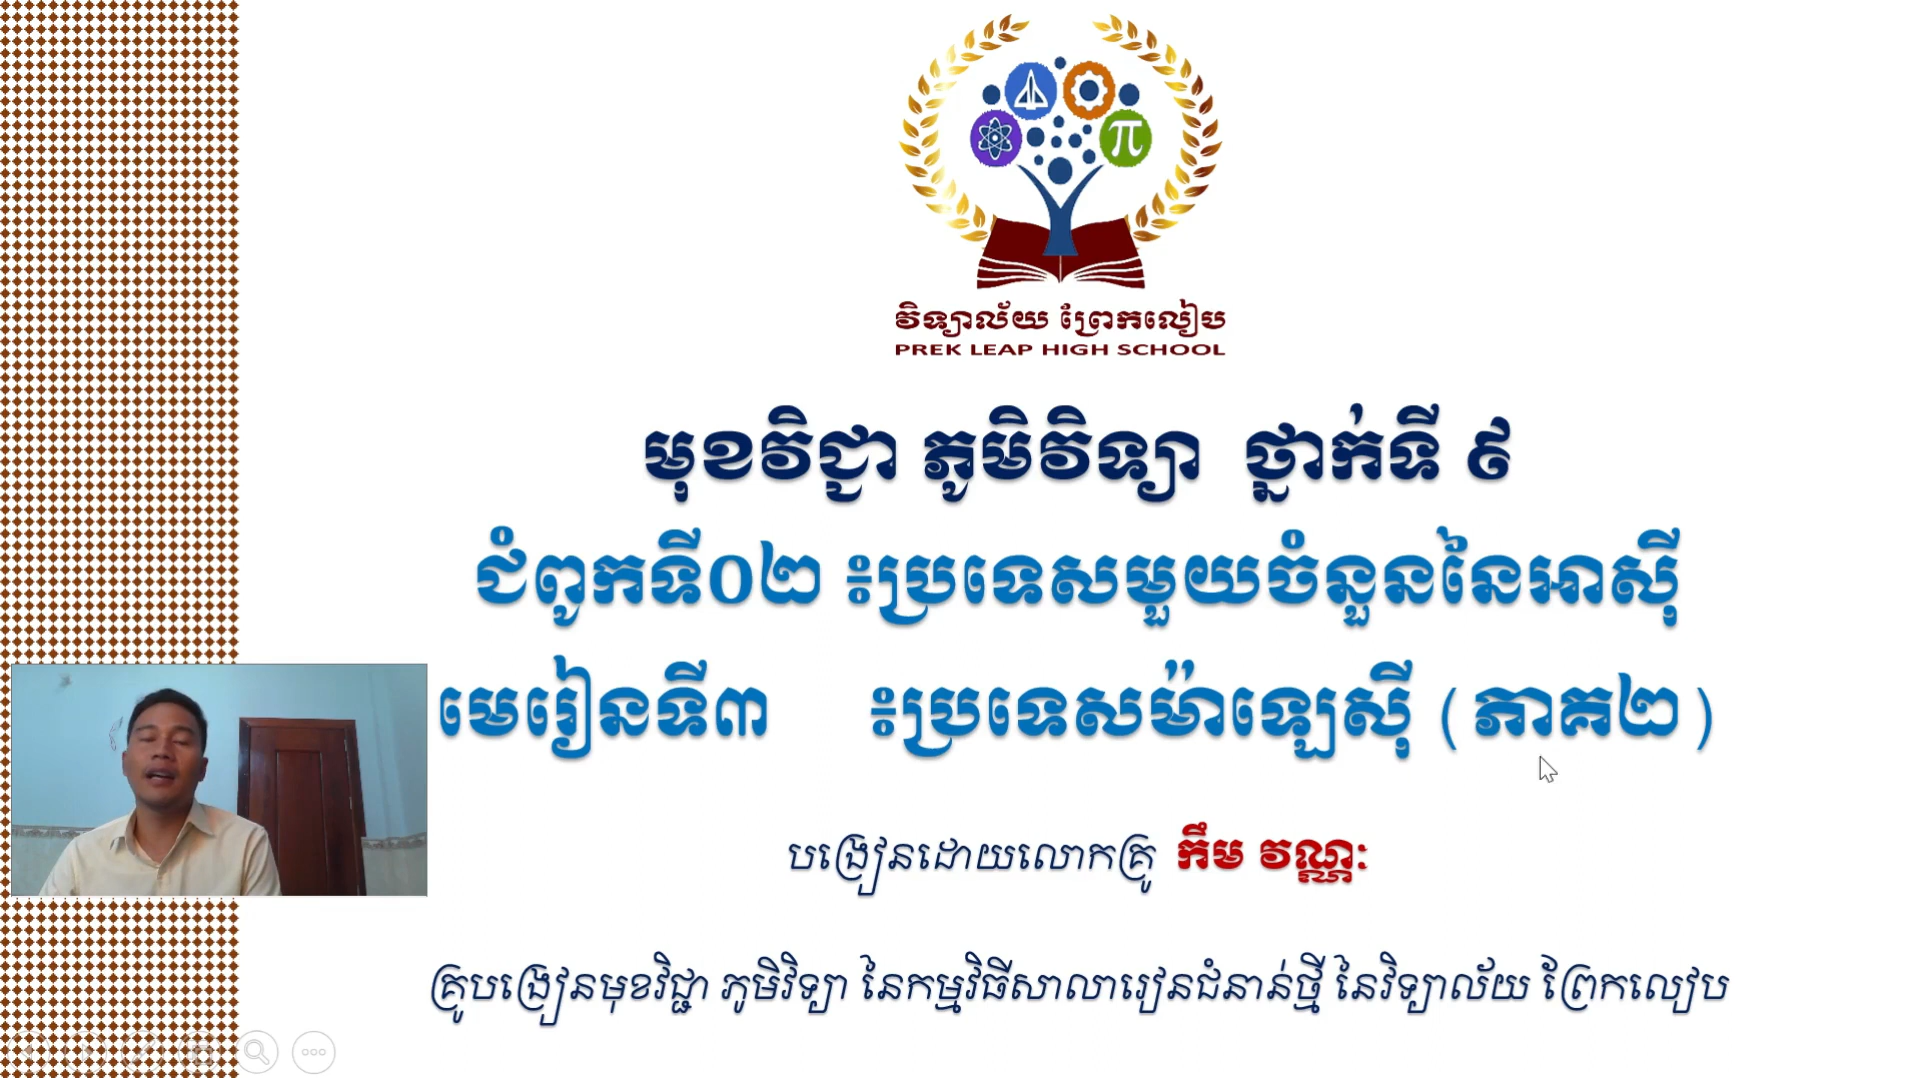 វិទ្យាល័យ ព្រែកលៀប
PREK LEAP HIGH SCHOOL
មុខវិជ្ជា ភូមិវិទ្យា ថ្នាក់ទី ៩
ជំពូកទី០២ ៖ប្រទេសមួយចំនួននៃអាស៊ី
មេរៀនទី៣ ៖ប្រទេសម៉ាឡេស៊ី (ភាគ២)
បង្រៀនដោយលោកគ្រូ កឹម វណ្ណៈ
គ្រូបង្រៀនមុខវិជ្ជា ភូមិវិទ្យា នៃកម្មវិធីសាលារៀនជំនាន់ថ្មី នៃវិទ្យាល័យ ព្រែកលៀប